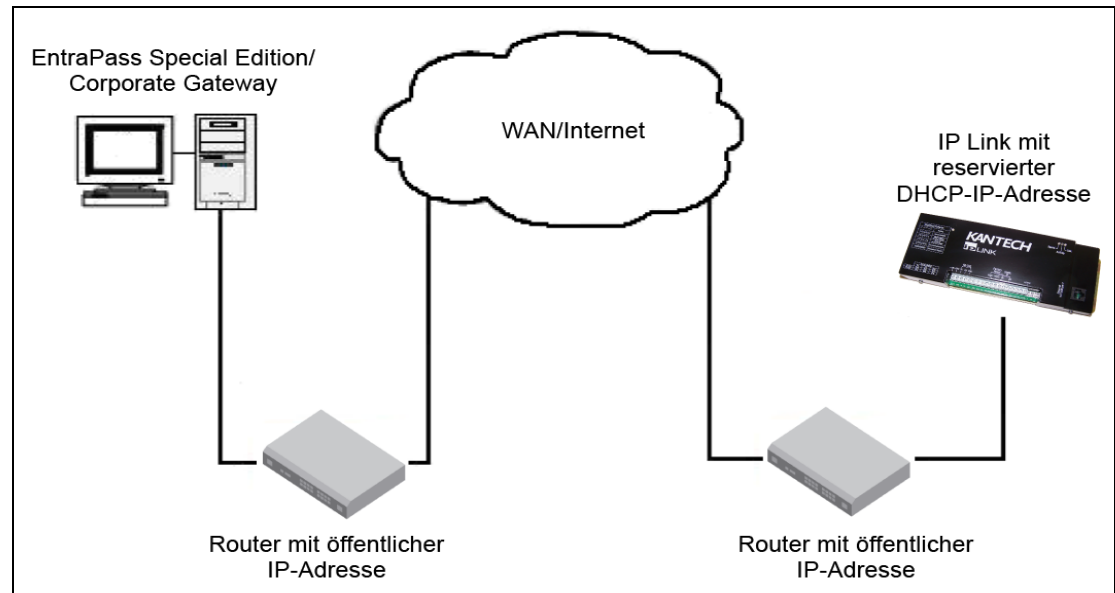 EntraPass Special Edition/
Corporate Gateway
WAN/Internet
IP Link mit
reservierter
DHCP-IP-Adresse
KANTECH
LINK
Router mit öffentlicher
IP-Adresse
Router mit öffentlicher
IP-Adresse